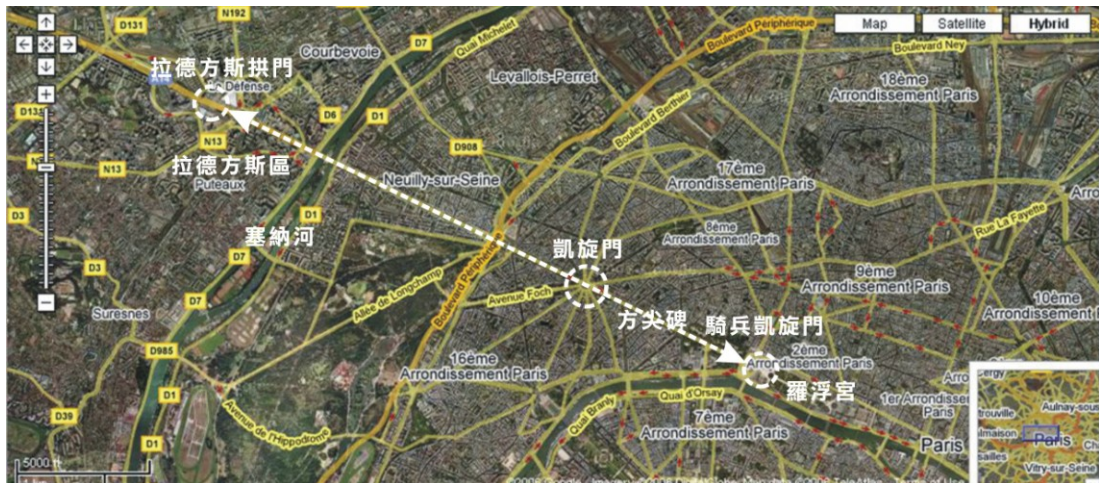 Map
Satellite
Hybrid
D131
N192
D7
Quai Michelet
Boulevard Périphérique
Boulevard Ney
Courbevoie
拉德方斯拱門
La Défense
Levallois-Perret
18ème
Arrondissement Paris
D6
D1
Boulevard Berthier
N13
D908
N13
拉德方斯區
Puteaux
Neuilly-sur-Seine
17ème
Arrondissement Paris
D3
D1
塞納河
D7
8ème
Arrondissement Paris
Rue La Fayette
凱旋門
D3
Allée de Longchamp
Boulevard Périphérique
Avenue Foch
9ème
Arrondissement Paris
10ème
Arrondissement
D7
Suresnes
方尖碑
騎兵凱旋門
D985
16ème
Arrondissement Paris
2ème
Arrondissement Paris
羅浮宮
D1
D39
Avenue de l'Hippodrome
Quai Branly
Quai d'Orsay
7ème
Arrondissement Paris
1er Arrondissement
Paris
D1
Paris
5000 ft
Cergy
Aulnay-sous
Paris
Vitry-sur-Seine